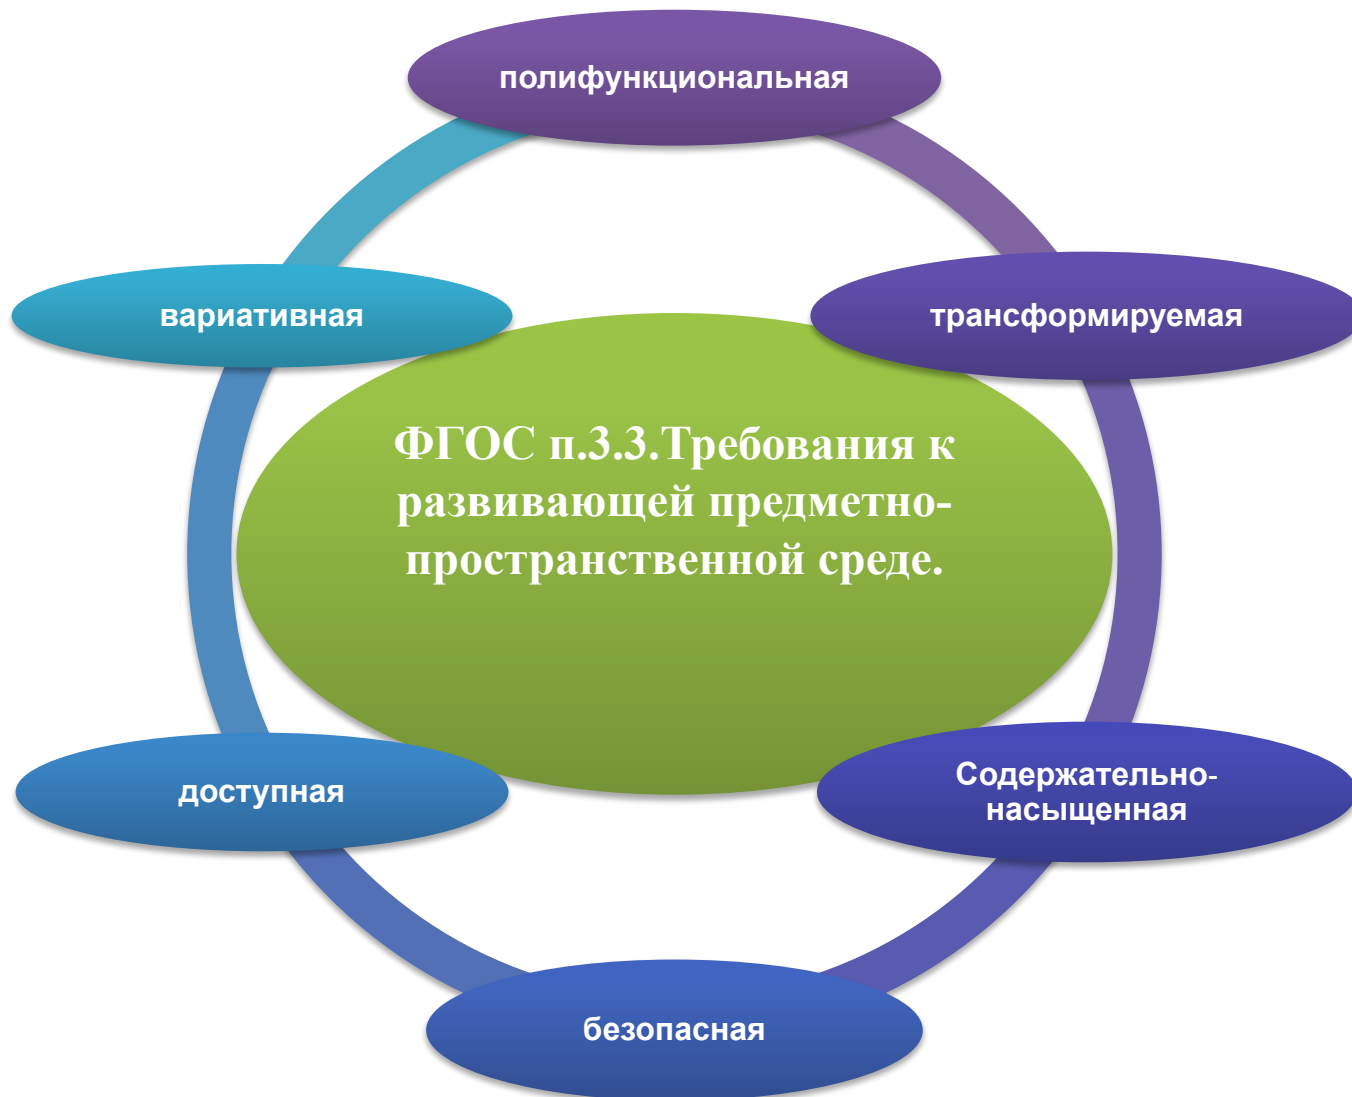 полифункциональная
вариативная
трансформируемая
ФГОС п.3.3.Требования к
развивающей предметно-
пространственной среде.
доступная
Содержательно-
насыщенная
безопасная